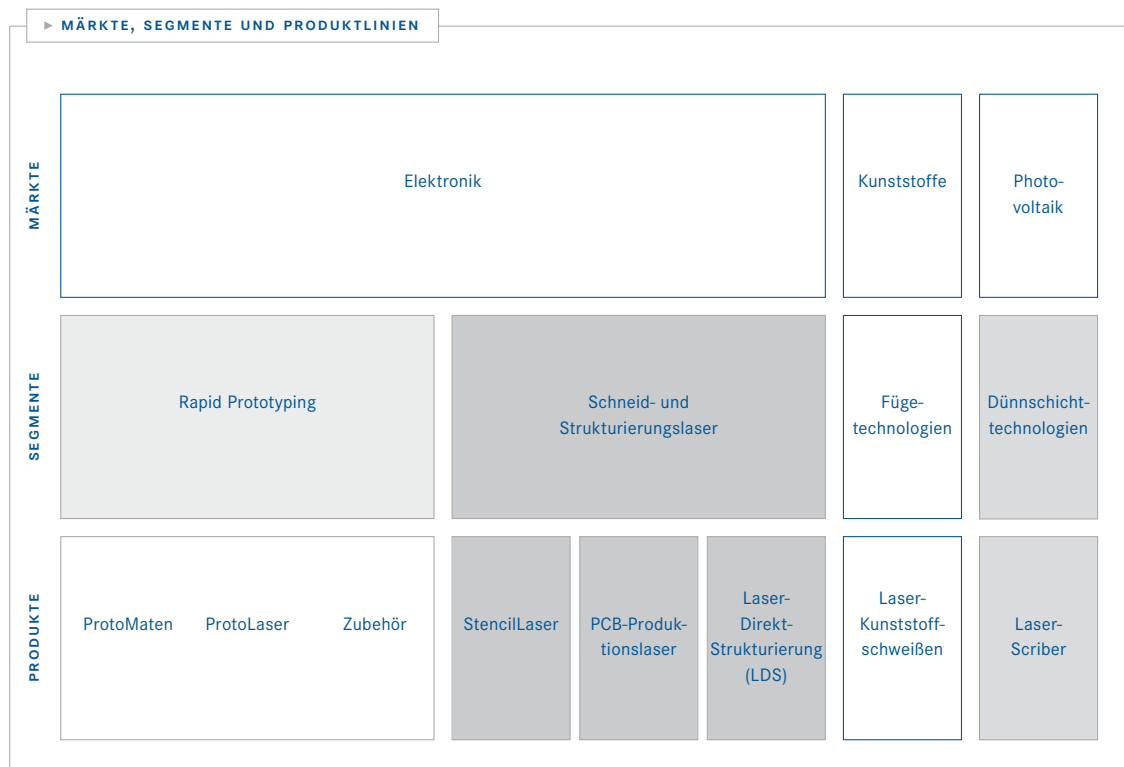 ► MÄRKTE, SEGMENTE UND PRODUKTLINIEN
MÄRKTE
Elektronik
Kunststoffe
Photo-
voltaik
SEGMENTE
Rapid Prototyping
Schneid- und
Strukturierungslaser
Füge-
technologien
Dünnschicht-
technologien
PRODUKTE
ProtoMaten
ProtoLaser
Zubehör
StencilLaser
PCB-Produk-
tionslaser
Laser-
Direkt-
Strukturierung
(LDS)
Laser-
Kunststoff-
schweißen
Laser-
Scriber